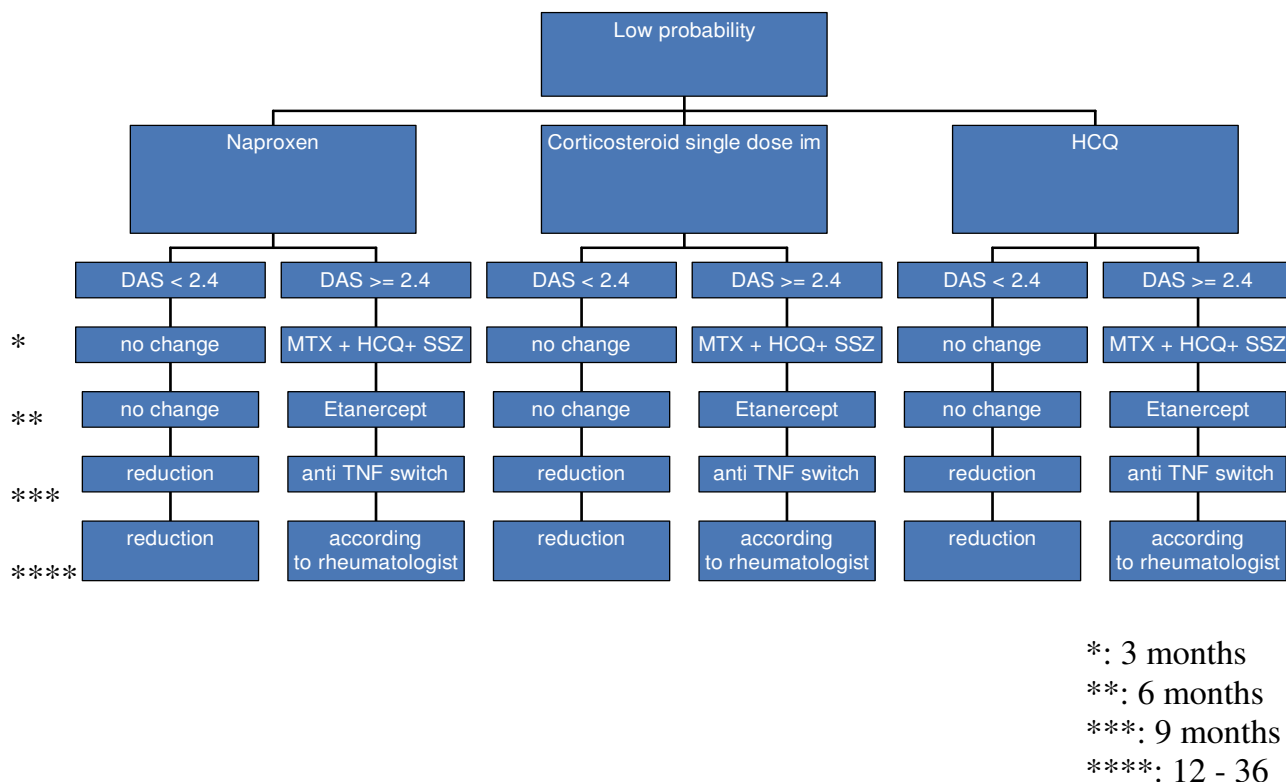 Low probability
Naproxen
Corticosteroid single dose im
HCQ
DAS < 2.4
DAS >= 2.4
DAS < 2.4
DAS >= 2.4
DAS < 2.4
DAS >= 2.4
*
no change
MTX + HCQ+ SSZ
no change
MTX + HCQ+ SSZ
no change
MTX + HCQ+ SSZ
**
no change
Etanercept
no change
Etanercept
no change
Etanercept
***
reduction
anti TNF switch
reduction
anti TNF switch
reduction
anti TNF switch
****
reduction
according
to rheumatologist
reduction
according
to rheumatologist
reduction
according
to rheumatologist
*: 3 months
**: 6 months
***: 9 months
****: 12 - 36